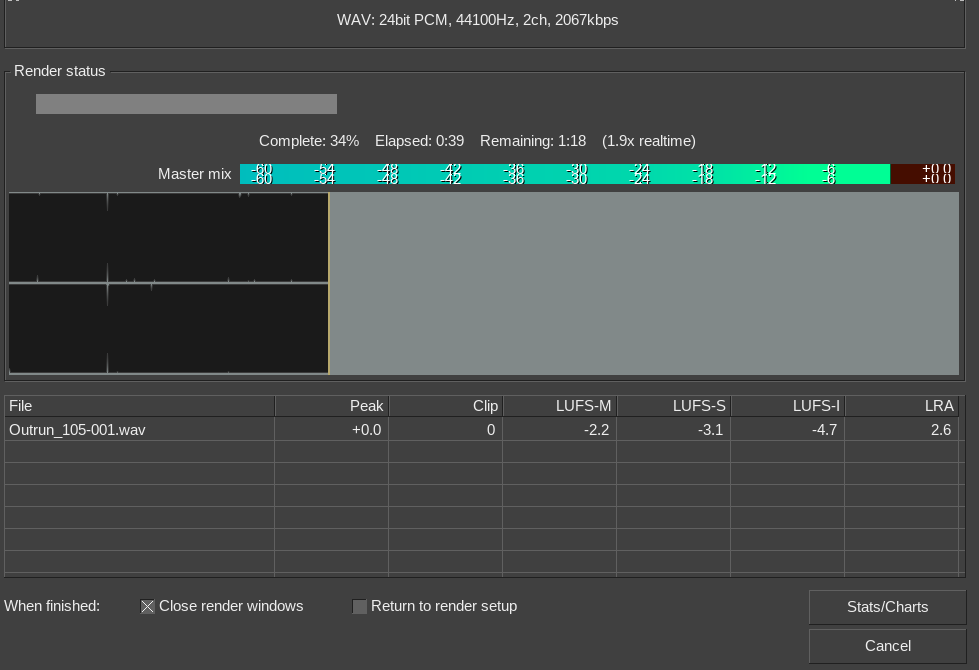 WAV: 24bit PCM, 44100Hz, 2ch, 2067kbps
Render status
Complete: 34% Elapsed: 0:39 Remaining: 1:18 (1.9x realtime)
Master mix
-60 -54 -48 -42 -36 -30 -24 -18 -12 -6 +0.0
-60 -54 -48 -42 -36 -30 -24 -18 -12 -6 +0.0
File Peak Clip LUFS-M LUFS-S LUFS-I LRA
Outrun_105-001.wav +0.0 0 -2.2 -3.1 -4.7 2.6
When finished: Close render windows Return to render setup
Stats/Charts
Cancel